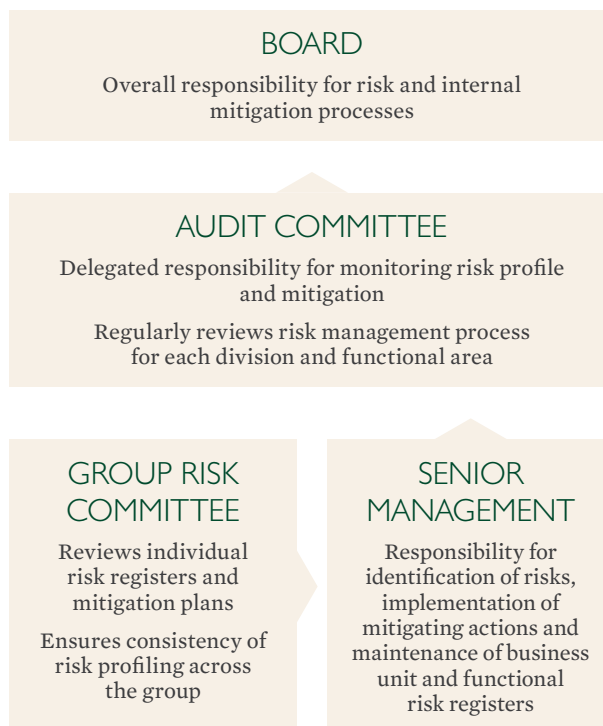 BOARD
Overall responsibility for risk and internal
mitigation processes
AUDIT COMMITTEE
Delegated responsibility for monitoring risk profile
and mitigation
Regularly reviews risk management process
for each division and functional area
GROUP RISK
COMMITTEE
Reviews individual
risk registers and
mitigation plans
Ensures consistency of
risk profiling across
the group
SENIOR
MANAGEMENT
Responsibility for
identification of risks,
implementation of
mitigating actions and
maintenance of business
unit and functional
risk registers